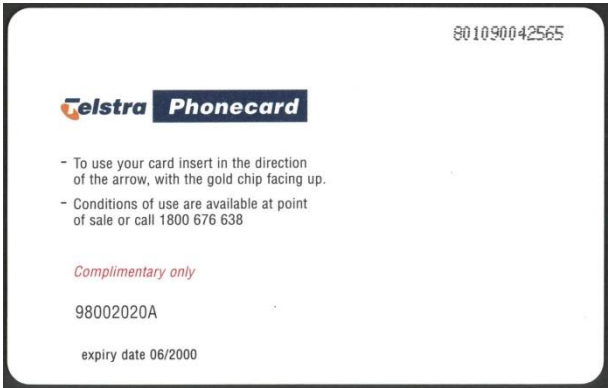 801090042565
Telstra Phonecard
- To use your card insert in the direction
of the arrow, with the gold chip facing up.
- Conditions of use are available at point
of sale or call 1800 676 638
Complimentary only
98002020A
expiry date 06/2000